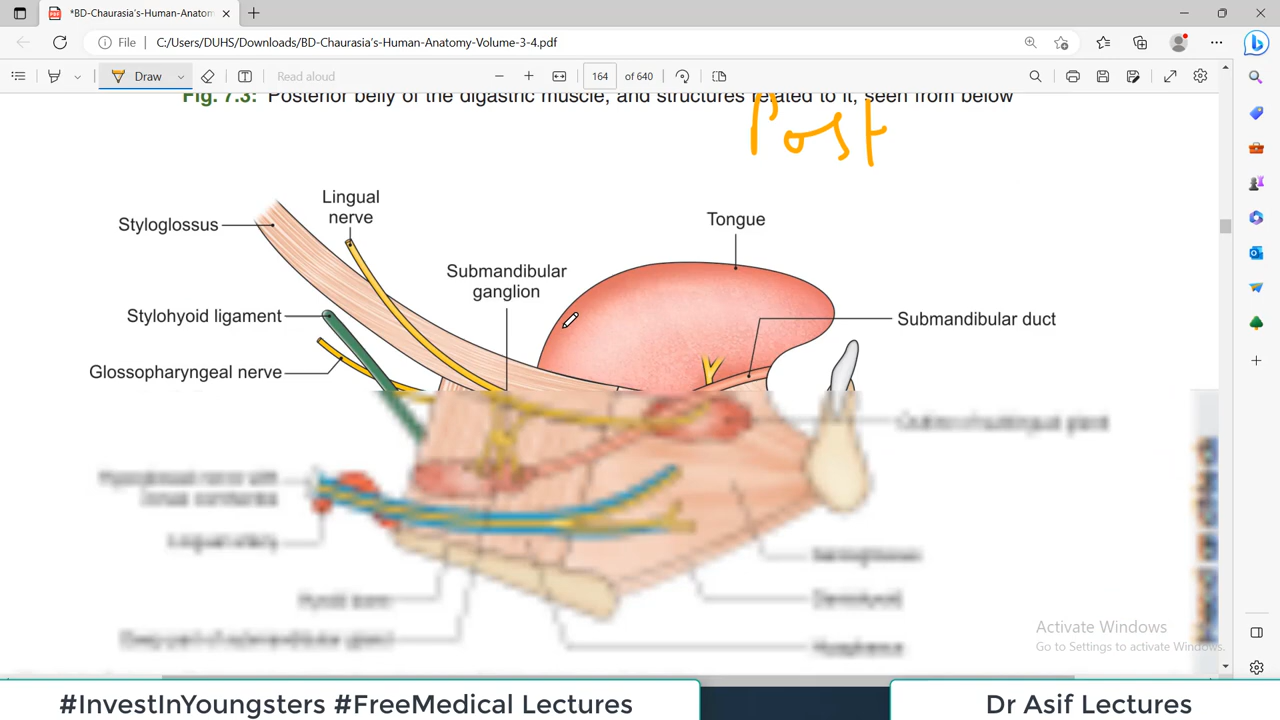 *BD-Chaurasia's-Human-Anatom
File
C:/Users/DUHS/Downloads/BD-Chaurasia's-Human-Anatomy-Volume-3-4.pdf
Draw
Read aloud
164 of 640
Fig. 7.3: Posterior belly of the digastric muscle, and structures related to it, seen from below
Post
Lingual
nerve
Styloglossus
Tongue
Submandibular
ganglion
Stylohyoid ligament
Submandibular duct
Glossopharyngeal nerve
Hyoid bone
Activate Windows
Go to Settings to activate Windows.
#InvestInYoungsters #FreeMedical Lectures
Dr Asif Lectures